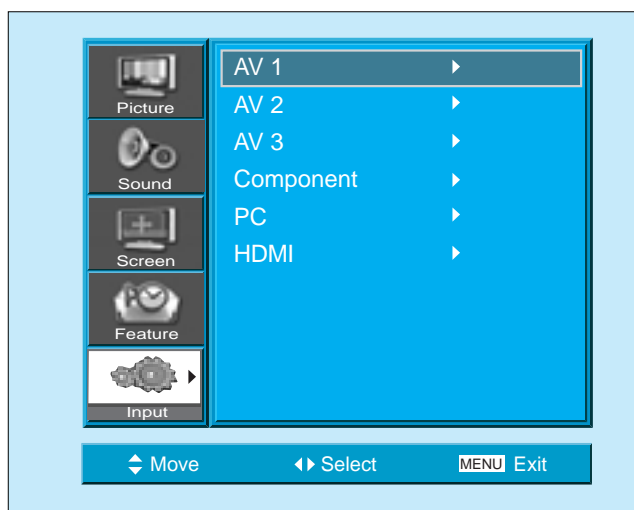 Picture
Sound
Screen
Feature
Input
AV 1
AV 2
AV 3
Component
PC
HDMI
Move Select MENU Exit